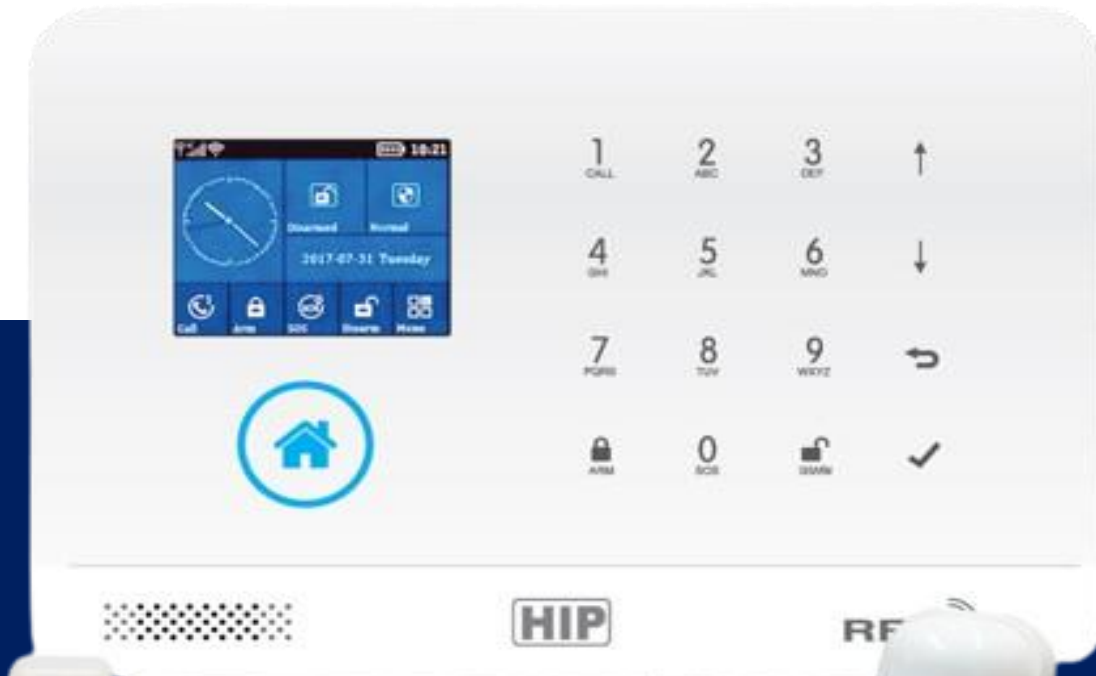 10:21
Disarmed Normal
2017-07-31 Tuesday
Call Arm SOS Disarm Menu
1 2 3
CALL ABC DEF
4 5 6
GHI JKL MNO
7 8 9
PQRS TUV WXYZ
0
ARM SOS
HIP
RF